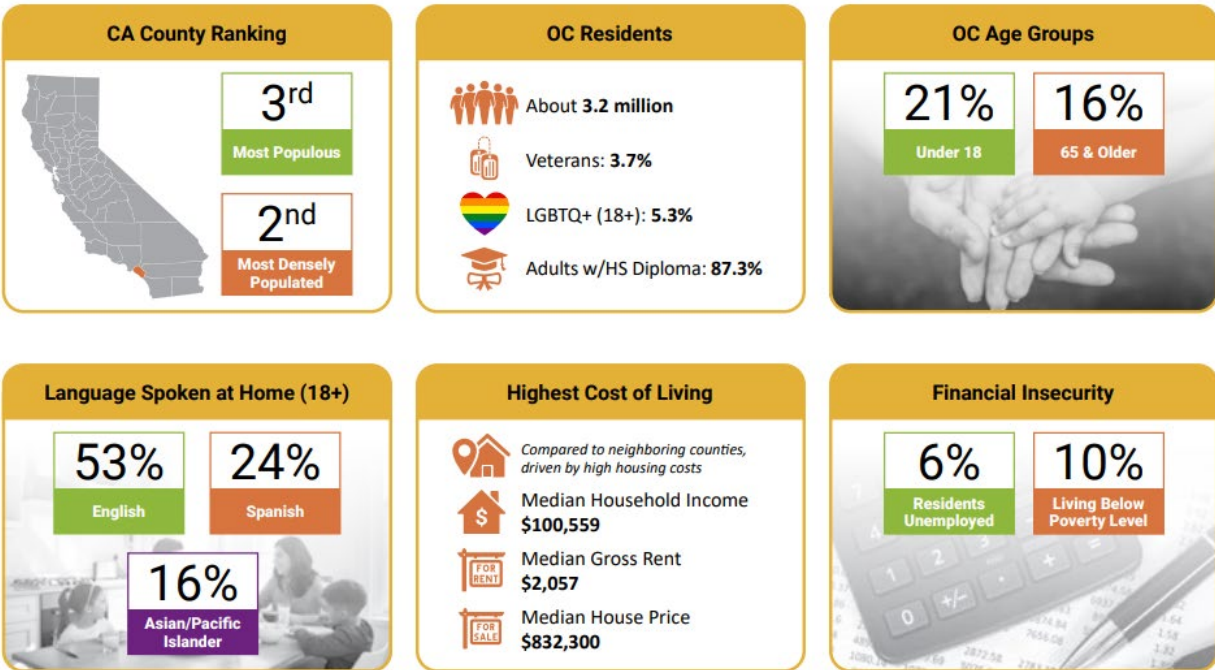 CA County Ranking
3rd
Most Populous
2nd
Most Densely
Populated
OC Residents
About 3.2 million
Veterans: 3.7%
LGBTQ+ (18+): 5.3%
Adults w/HS Diploma: 87.3%
OC Age Groups
21%
Under 18
16%
65 & Older
Language Spoken at Home (18+)
53%
English
24%
Spanish
16%
Asian/Pacific
Islander
Highest Cost of Living
Compared to neighboring counties,
driven by high housing costs
$
Median Household Income
$100,559
FOR
RENT
Median Gross Rent
$2,057
FOR
SALE
Median House Price
$832,300
Financial Insecurity
6%
Residents
Unemployed
10%
Living Below
Poverty Level